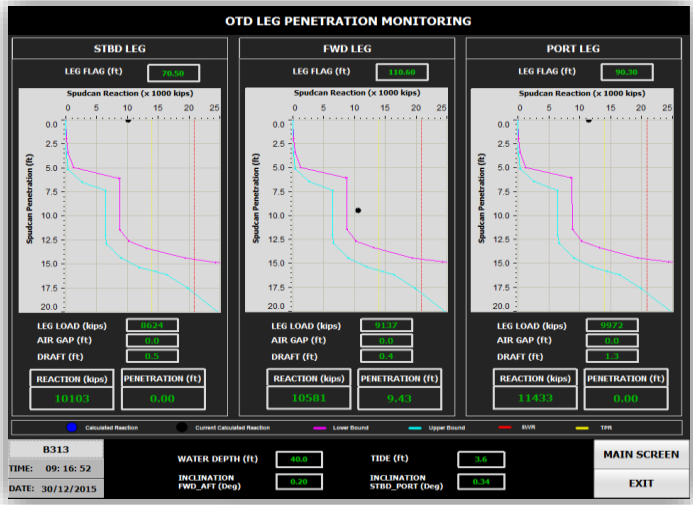 OTD LEG PENETRATION MONITORING
STBD LEG
LEG FLAG (ft) 70.50
Spudcan Reaction (x 1000 kips)
0 5 10 15 20 25
Spudcan Penetration (ft)
0.0
2.5
5.0
7.5
10.0
12.5
15.0
17.5
20.0
LEG LOAD (kips) 8624
AIR GAP (ft) 0.0
DRAFT (ft) 0.5
REACTION (kips) PENETRATION (ft)
10103 0.00
FWD LEG
LEG FLAG (ft) 110.60
Spudcan Reaction (x 1000 kips)
0 5 10 15 20 25
Spudcan Penetration (ft)
0.0
2.5
5.0
7.5
10.0
12.5
15.0
17.5
20.0
LEG LOAD (kips) 9137
AIR GAP (ft) 0.0
DRAFT (ft) 0.4
REACTION (kips) PENETRATION (ft)
10581 9.43
PORT LEG
LEG FLAG (ft) 90.30
Spudcan Reaction (x 1000 kips)
0 5 10 15 20 25
Spudcan Penetration (ft)
0.0
2.5
5.0
7.5
10.0
12.5
15.0
17.5
20.0
LEG LOAD (kips) 9972
AIR GAP (ft) 0.0
DRAFT (ft) 1.3
REACTION (kips) PENETRATION (ft)
11433 0.00
Calculated Reaction Current Calculated Reaction Lower Bound Upper Bound SWR TPR
B313
TIME: 09: 16: 52
DATE: 30/12/2015
WATER DEPTH (ft) 40.0
TIDE (ft) 3.6
INCLINATION
FWD_AFT (Deg) 0.20
INCLINATION
STBD_PORT (Deg) 0.34
MAIN SCREEN
EXIT